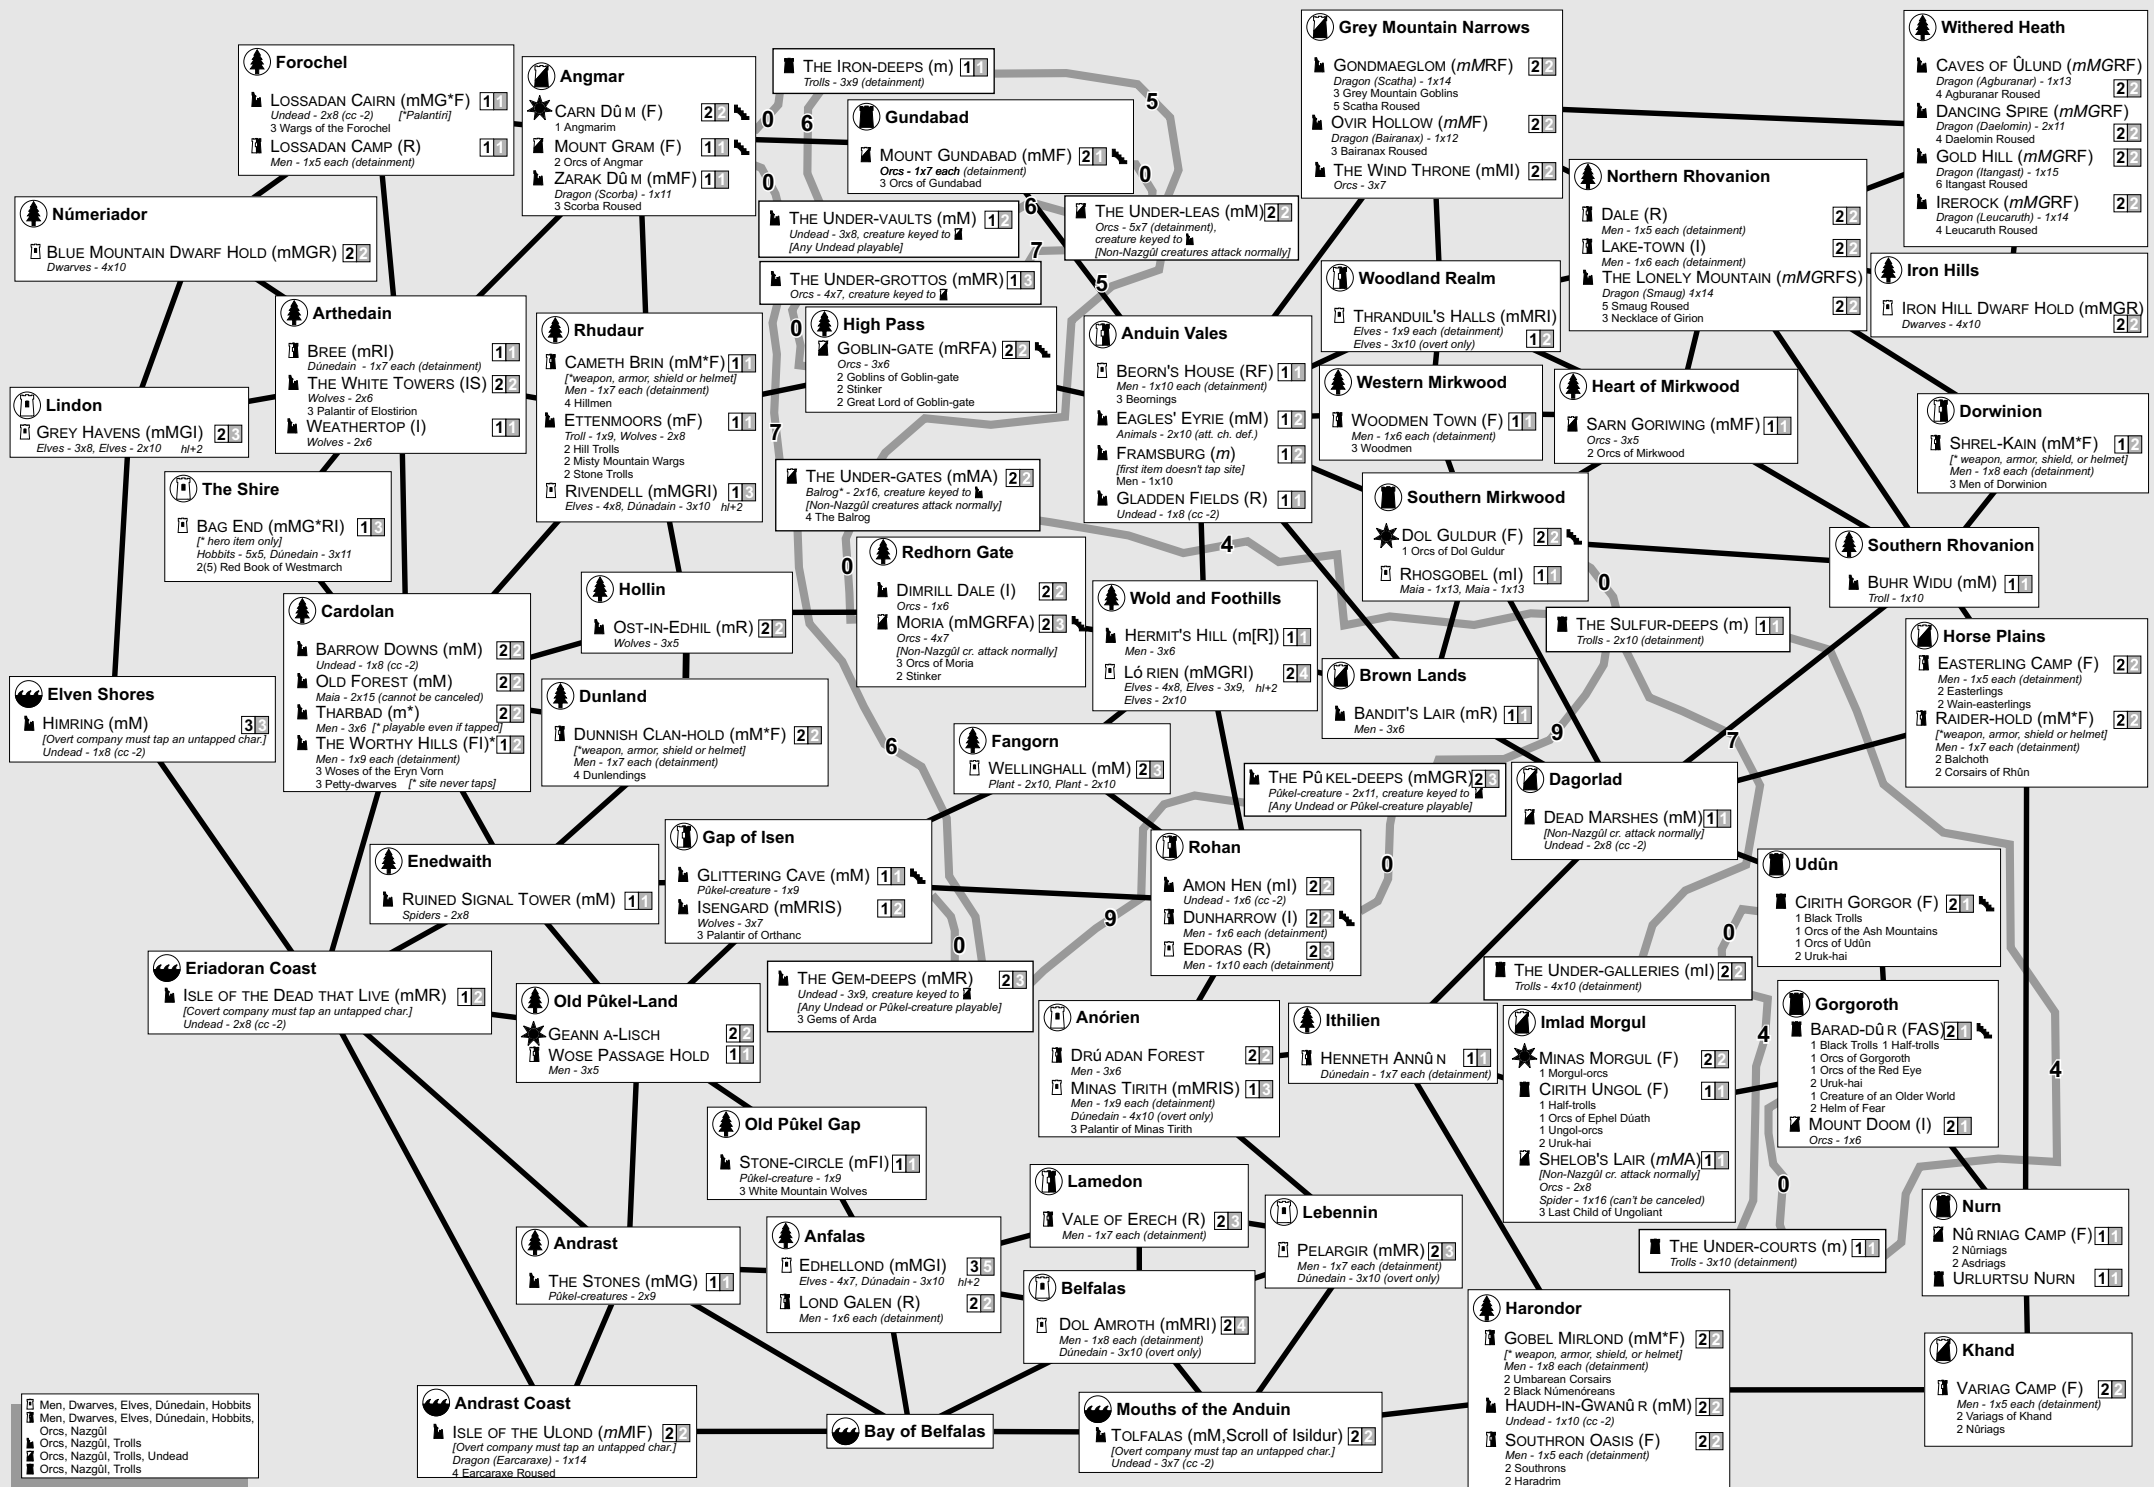 Forochel
LOSSADAN CAIRN (mMG*F) 1 1
Undead - 2x8 (cc -2) [*Palantiri]
3 Wargs of the Forochel
LOSSADAN CAMP (R) 1 1
Men - 1x5 each (detainment)
Angmar
CARN DûM (F) 2 2
1 Angmarim
MOUNT GRAM (F) 1 1
2 Orcs of Angmar
ZARAK DûM (mMF) 1 1
Dragon (Scorba) - 1x11
3 Scorba Roused
THE IRON-DEEPS (m) 1 1
Trolls - 3x9 (detainment)
Gundabad
MOUNT GUNDABAD (mMF) 2 1
Orcs - 1x7 each (detainment)
3 Orcs of Gundabad
Grey Mountain Narrows
GONDMAEGLOM (mMRF) 2 2
Dragon (Scatha) - 1x14
3 Grey Mountain Goblins
5 Scatha Roused
OVIR HOLLOW (mMF) 2 2
Dragon (Bairanax) - 1x12
3 Bairanax Roused
THE WIND THRONE (mMI) 2 2
Orcs - 3x7
Withered Heath
CAVES OF ÛLUND (mMGRF)
Dragon (Agburanar) - 1x13
4 Agburanar Roused 2 2
DANCING SPIRE (mMGRF)
Dragon (Daelomin) - 2x11
4 Daelomin Roused 2 2
GOLD HILL (mMGRF) 2 2
Dragon (Itangast) - 1x15
6 Itangast Roused
IREROCK (mMGRF) 2 2
Dragon (Leucaruth) - 1x14
4 Leucaruth Roused
Númeriador
BLUE MOUNTAIN DWARF HOLD (mMGR) 2 2
Dwarves - 4x10
THE UNDER-VAULTS (mM) 1 2
Undead - 3x8, creature keyed to
[Any Undead playable]
THE UNDER-LEAS (mM) 2 2
Orcs - 5x7 (detainment),
creature keyed to
[Non-Nazgûl creatures attack normally]
THE UNDER-GROTTOS (mMR) 1 3
Orcs - 4x7, creature keyed to
Northern Rhovanion
DALE (R) 2 2
Men - 1x5 each (detainment)
LAKE-TOWN (I) 2 2
Men - 1x6 each (detainment)
THE LONELY MOUNTAIN (mMGRFS)
Dragon (Smaug) 1x14
5 Smaug Roused
3 Necklace of Girion 2 2
Iron Hills
IRON HILL DWARF HOLD (mMGR)
Dwarves - 4x10 2 2
Woodland Realm
THRANDUIL'S HALLS (mMRI)
Elves - 1x9 each (detainment)
Elves - 3x10 (overt only) 1 2
Arthedain
BREE (mRI) 1 1
Dúnedain - 1x7 each (detainment)
THE WHITE TOWERS (IS) 2 2
Wolves - 2x6
3 Palantir of Elostirion
WEATHERTOP (I) 1 1
Wolves - 2x6
Rhudaur
CAMETH BRIN (mM*F) 1 1
[*weapon, armor, shield or helmet]
Men - 1x7 each (detainment)
4 Hillmen
ETTENMOORS (mF) 1 1
Troll - 1x9, Wolves - 2x8
2 Hill Trolls
2 Misty Mountain Wargs
2 Stone Trolls
RIVENDELL (mMGRI) 1 3
Elves - 4x8, Dúnadain - 3x10 hl+2
High Pass
GOBLIN-GATE (mRFA) 2 2
Orcs - 3x6
2 Goblins of Goblin-gate
2 Stinker
2 Great Lord of Goblin-gate
Anduin Vales
BEORN'S HOUSE (RF) 1 1
Men - 1x10 each (detainment)
3 Beornings
EAGLES' EYRIE (mM) 1 2
Animals - 2x10 (att. ch. def.)
FRAMSBURG (m) 1 2
[first item doesn't tap site]
Men - 1x10
GLADDEN FIELDS (R) 1 1
Undead - 1x8 (cc -2)
Western Mirkwood
WOODMEN TOWN (F) 1 1
Men - 1x6 each (detainment)
3 Woodmen
Heart of Mirkwood
SARN GORIWING (mMF) 1 1
Orcs - 3x5
2 Orcs of Mirkwood
Dorwinion
SHREL-KAIN (mM*F) 1 2
[* weapon, armor, shield, or helmet]
Men - 1x8 each (detainment)
3 Men of Dorwinion
Lindon
GREY HAVENS (mMGI) 2 3
Elves - 3x8, Elves - 2x10 hl+2
The Shire
BAG END (mMG*RI) 1 3
[* hero item only]
Hobbits - 5x5, Dúnedain - 3x11
2(5) Red Book of Westmarch
THE UNDER-GATES (mMA) 2 2
Balrog* - 2x16, creature keyed to
[Non-Nazgûl creatures attack normally]
4 The Balrog
Southern Mirkwood
DOL GULDUR (F) 2 2
1 Orcs of Dol Guldur
RHOSGOBEL (mI) 1 1
Maia - 1x13, Maia - 1x13
Southern Rhovanion
BUHR WIDU (mM) 1 1
Troll - 1x10
Cardolan
BARROW DOWNS (mM) 2 2
Undead - 1x8 (cc -2)
OLD FOREST (mM) 2 2
Maia - 2x15 (cannot be canceled)
THARBAD (m*) 2 2
Men - 3x6 [* playable even if tapped]
THE WORTHY HILLS (FI)* 1 2
Men - 1x9 each (detainment)
3 Woses of the Eryn Vorn
3 Petty-dwarves [* site never taps]
Hollin
OST-IN-EDHIL (mR) 2 2
Wolves - 3x5
Redhorn Gate
DIMRILL DALE (I) 2 2
Orcs - 1x6
MORIA (mMGRFA) 2 3
Orcs - 4x7
[Non-Nazgûl cr. attack normally]
3 Orcs of Moria
2 Stinker
Wold and Foothills
HERMIT'S HILL (m[R]) 1 1
Men - 3x6
LóRIEN (mMGRI) 2 4
Elves - 4x8, Elves - 3x9, hl+2
Elves - 2x10
THE SULFUR-DEEPS (m) 1 1
Trolls - 2x10 (detainment)
Horse Plains
EASTERLING CAMP (F) 2 2
Men - 1x5 each (detainment)
2 Easterlings
2 Wain-easterlings
RAIDER-HOLD (mM*F) 2 2
[*weapon, armor, shield or helmet]
Men - 1x7 each (detainment)
2 Balchoth
2 Corsairs of Rhûn
Elven Shores
HIMRING (mM) 3 3
[Overt company must tap an untapped char.]
Undead - 1x8 (cc -2)
Dunland
DUNNISH CLAN-HOLD (mM*F) 2 2
[*weapon, armor, shield or helmet]
Men - 1x7 each (detainment)
4 Dunlendings
Brown Lands
BANDIT'S LAIR (mR) 1 1
Men - 3x6
Fangorn
WELLINGHALL (mM) 2 3
Plant - 2x10, Plant - 2x10
THE PûKEL-DEEPS (mMGR) 2 3
Pûkel-creature - 2x11, creature keyed to
[Any Undead or Pûkel-creature playable]
Dagorlad
DEAD MARSHES (mM) 1 1
[Non-Nazgûl cr. attack normally]
Undead - 2x8 (cc -2)
Enedwaith
RUINED SIGNAL TOWER (mM) 1 1
Spiders - 2x8
Gap of Isen
GLITTERING CAVE (mM) 1 1
Pûkel-creature - 1x9
ISENGARD (mMRIS) 1 2
Wolves - 3x7
3 Palantir of Orthanc
Rohan
AMON HEN (mI) 2 2
Undead - 1x6 (cc -2)
DUNHARROW (I) 2 2
Men - 1x6 each (detainment)
EDORAS (R) 2 3
Men - 1x10 each (detainment)
Udûn
CIRITH GORGOR (F) 2 1
1 Black Trolls
1 Orcs of the Ash Mountains
1 Orcs of Udûn
2 Uruk-hai
Eriadoran Coast
ISLE OF THE DEAD THAT LIVE (mMR) 1 2
[Covert company must tap an untapped char.]
Undead - 2x8 (cc -2)
Old Pûkel-Land
GEANN A-LISCH 2 2
WOSE PASSAGE HOLD 1 1
Men - 3x5
THE GEM-DEEPS (mMR) 2 3
Undead - 3x9, creature keyed to
[Any Undead or Pûkel-creature playable]
3 Gems of Arda
THE UNDER-GALLERIES (mI) 2 2
Trolls - 4x10 (detainment)
Anórien
DRúADAN FOREST 2 2
Men - 3x6
MINAS TIRITH (mMRIS) 1 3
Men - 1x9 each (detainment)
Dúnedain - 4x10 (overt only)
3 Palantir of Minas Tirith
Ithilien
HENNETH ANNûN 1 1
Dúnedain - 1x7 each (detainment)
Imlad Morgul
MINAS MORGUL (F) 2 2
1 Morgul-orcs
CIRITH UNGOL (F) 1 1
1 Half-trolls
1 Orcs of Ephel Dúath
1 Ungol-orcs
2 Uruk-hai
SHELOB'S LAIR (mMA) 1 1
[Non-Nazgûl cr. attack normally]
Orcs - 2x8
Spider - 1x16 (can't be canceled)
3 Last Child of Ungoliant
Gorgoroth
BARAD-DûR (FAS) 2 1
1 Black Trolls 1 Half-trolls
1 Orcs of Gorgoroth
1 Orcs of the Red Eye
2 Uruk-hai
1 Creature of an Older World
2 Helm of Fear
MOUNT DOOM (I) 2 1
Orcs - 1x6
Old Pûkel Gap
STONE-CIRCLE (mFI) 1 1
Pûkel-creature - 1x9
3 White Mountain Wolves
Lamedon
VALE OF ERECH (R) 2 3
Men - 1x7 each (detainment)
Lebennin
PELARGIR (mMR) 2 3
Men - 1x7 each (detainment)
Dúnedain - 3x10 (overt only)
THE UNDER-COURTS (m) 1 1
Trolls - 3x10 (detainment)
Nurn
NûRNIAG CAMP (F) 1 1
2 Nûrniags
2 Asdriags
URLURTSU NURN 1 1
Andrast
THE STONES (mMG) 1 1
Pûkel-creatures - 2x9
Anfalas
EDHELLOND (mMGI) 3 5
Elves - 4x7, Dúnadain - 3x10 hl+2
LOND GALEN (R) 2 2
Men - 1x6 each (detainment)
Belfalas
DOL AMROTH (mMRI) 2 4
Men - 1x8 each (detainment)
Dúnedain - 3x10 (overt only)
Harondor
GOBEL MIRLOND (mM*F) 2 2
[* weapon, armor, shield, or helmet]
Men - 1x8 each (detainment)
2 Umbarean Corsairs
2 Black Númenóreans
HAUDH-IN-GWANûR (mM) 2 2
Undead - 1x10 (cc -2)
SOUTHRON OASIS (F) 2 2
Men - 1x5 each (detainment)
2 Southrons
2 Haradrim
Khand
VARIAG CAMP (F) 2 2
Men - 1x5 each (detainment)
2 Variags of Khand
2 Nûriags
Andrast Coast
ISLE OF THE ULOND (mMIF) 2 2
[Overt company must tap an untapped char.]
Dragon (Earcaraxe) - 1x14
4 Earcaraxe Roused
Bay of Belfalas
Mouths of the Anduin
TOLFALAS (mM,Scroll of Isildur) 2 2
[Overt company must tap an untapped char.]
Undead - 3x7 (cc -2)
Men, Dwarves, Elves, Dúnedain, Hobbits
Men, Dwarves, Elves, Dúnedain, Hobbits,
Orcs, Nazgûl
Orcs, Nazgûl, Trolls
Orcs, Nazgûl, Trolls, Undead
Orcs, Nazgûl, Trolls
0
6
5
0
0
6
7
5
0
7
4
0
0
6
9
7
0
9
0
0
4
4
0